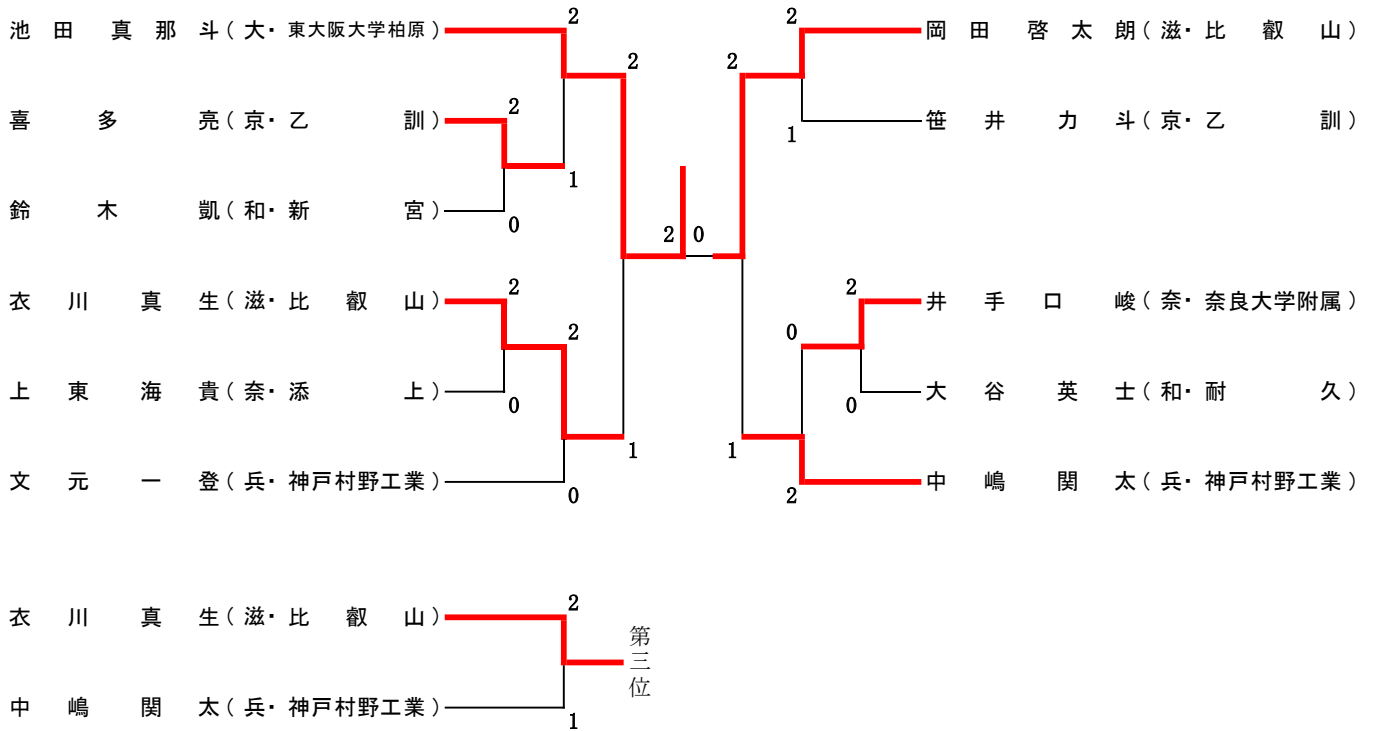 池田真那斗(大・東大阪大学柏原)
喜多亮(京・乙訓)
鈴木凱(和・新宮)
衣川真生(滋・比叡山)
上東海貴(奈・添上)
文元一登(兵・神戸村野工業)
2
2
0
2
0
2
1
2
0
2
1
2
0
岡田啓太朗(滋・比叡山)
笹井力斗(京・乙訓)
井手口峻(奈・奈良大学附属)
大谷英士(和・耐久)
中嶋関太(兵・神戸村野工業)
2
1
2
0
0
2
2
1
衣川真生(滋・比叡山)
中嶋関太(兵・神戸村野工業)
2
1
第三位